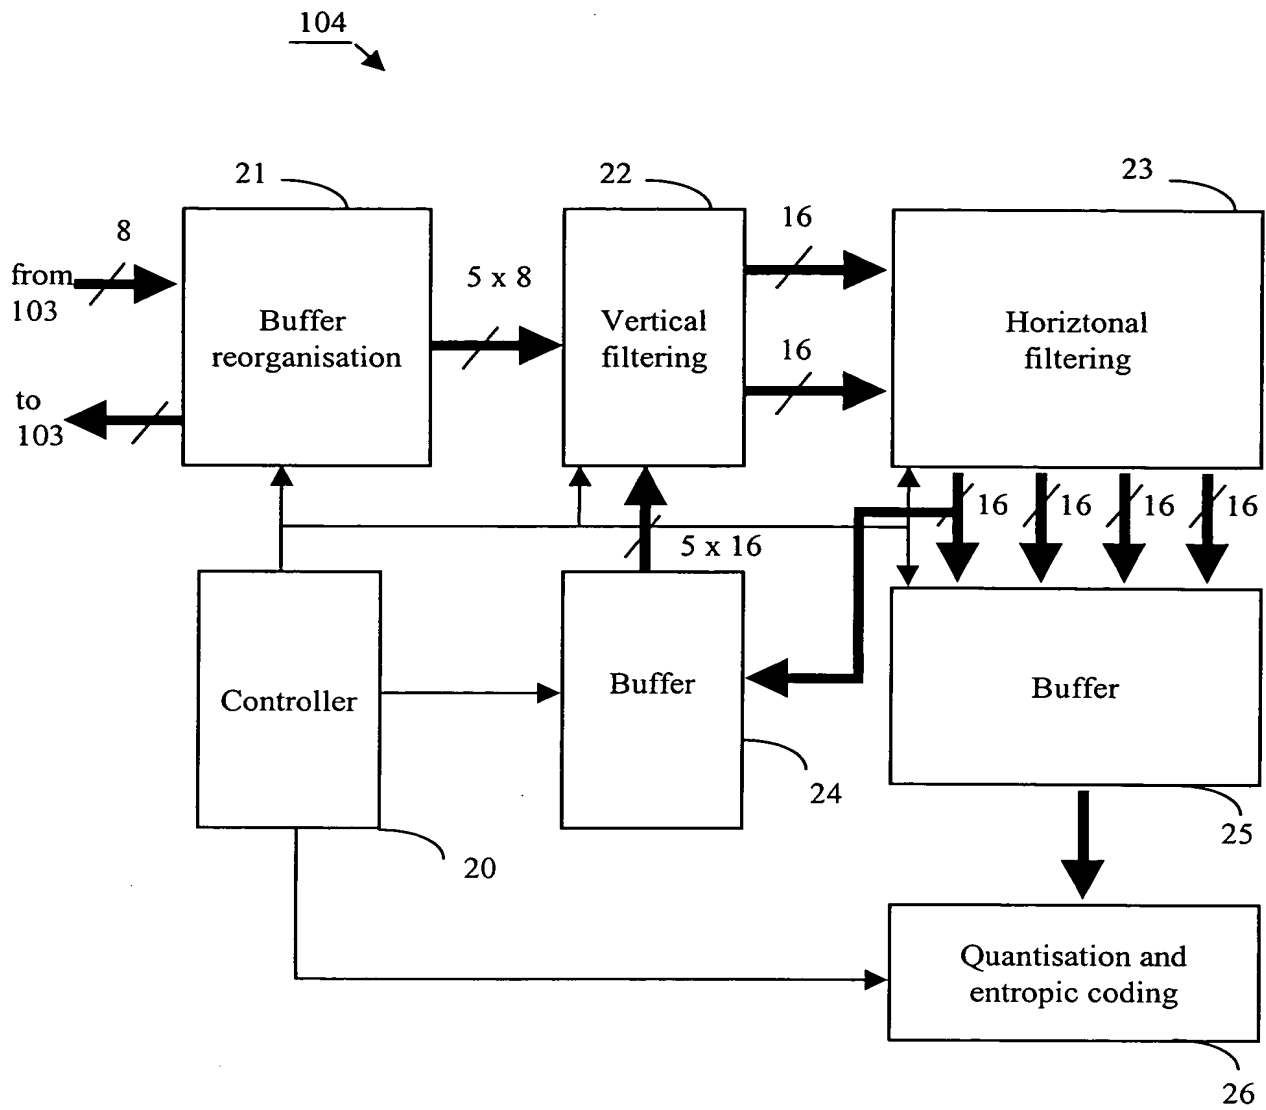 104
21
22
23
8
from
103
5 x 8
16
16
Buffer
reorganisation
Vertical
filtering
Horiztonal
filtering
to
103
16
16
16
16
5 x 16
Controller
Buffer
Buffer
24
25
20
Quantisation and
entropic coding
26